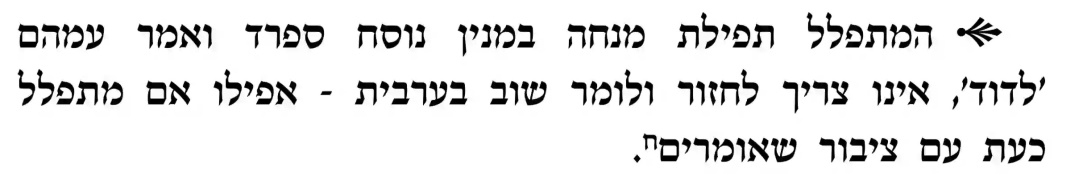 המתפלל תפילת מנחה במנין נוסח ספרד ואמר עמהם
'לדוד', אינו צריך לחזור ולומר שוב בערבית - אפילו אם מתפלל
כעת עם ציבור שאומריםח.